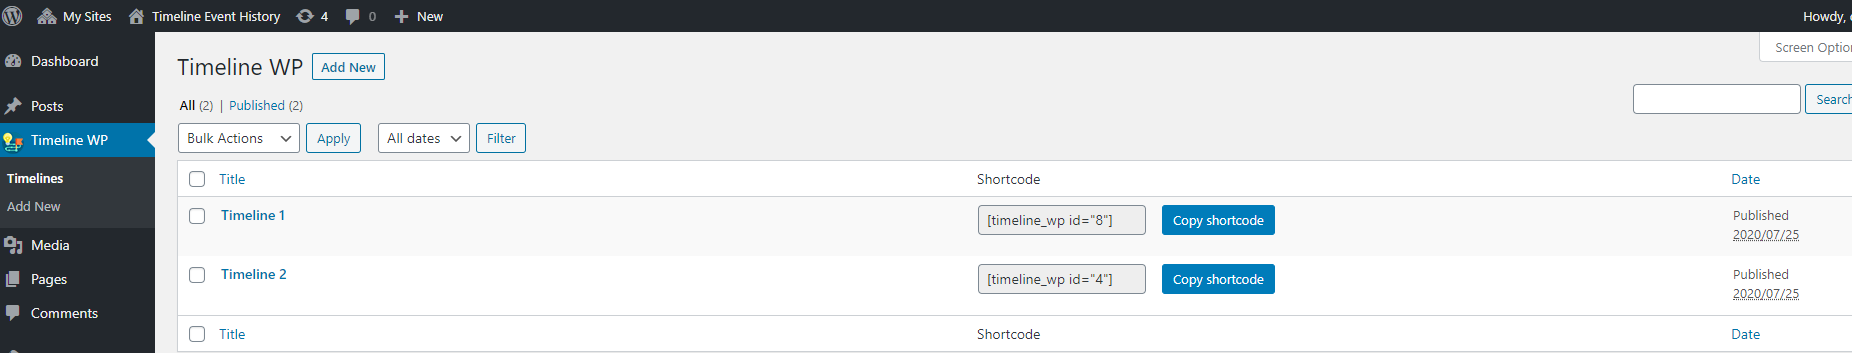 My Sites Timeline Event History 4 0 New Howdy,
Dashboard
Posts
Timeline WP
Timelines
Add New
Media
Pages
Comments
Screen Optio
Timeline WP Add New
All (2) | Published (2)
Search
Bulk Actions Apply All dates Filter
Title Shortcode Date
Timeline 1 [timeline_wp id="8"] Copy shortcode Published
2020/07/25
Timeline 2 [timeline_wp id="4"] Copy shortcode Published
2020/07/25
Title Shortcode Date